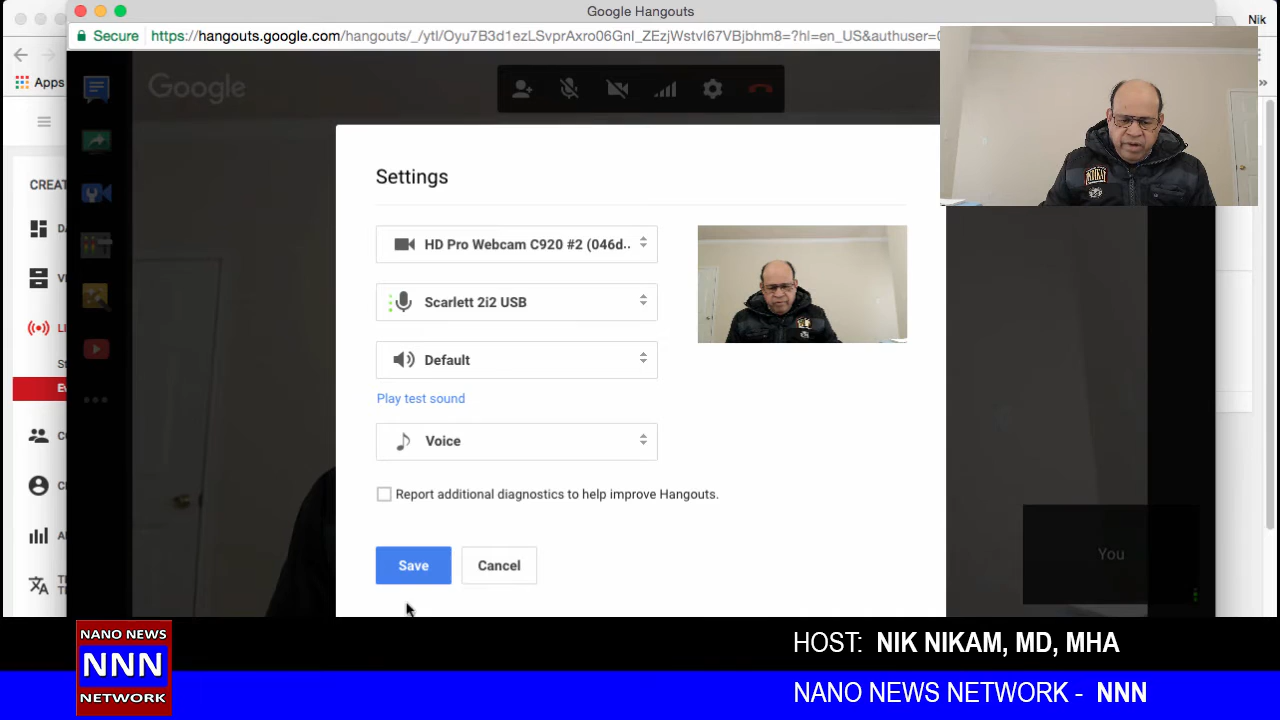 Google Hangouts
Nik
Secure
https://hangouts.google.com/hangouts/_/ytl/
?hl=en_US&authuser=
Apps
»
Google
CREAT
Settings
HD Pro Webcam C920 #2 (046d..
Scarlett 2i2 USB
Default
Play test sound
Voice
Report additional diagnostics to help improve Hangouts.
Save
Cancel
You
NANO NEWS
NNN
NETWORK
HOST: NIK NIKAM, MD, MHA
NANO NEWS NETWORK - NNN